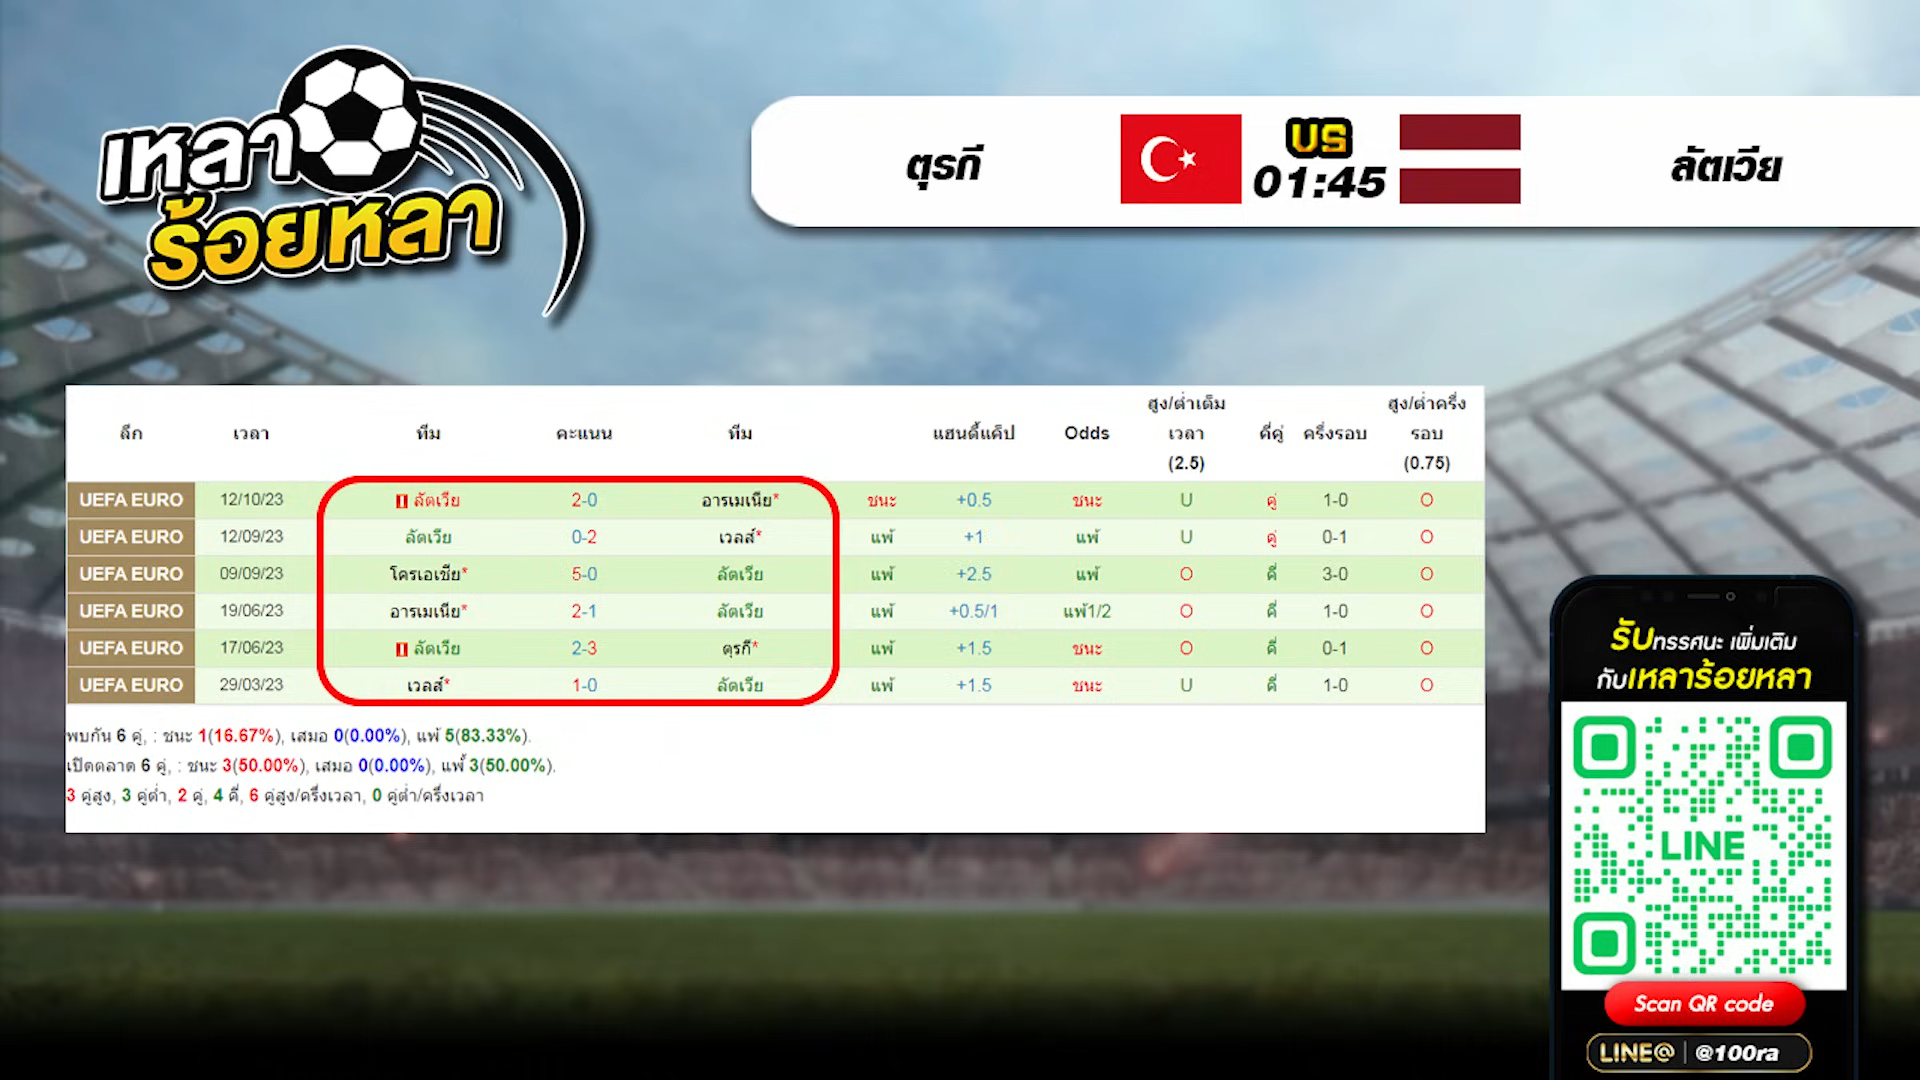 เหลา
ร้อยหลา
ตุรกี VS ลัตเวีย
01:45
ลีก เวลา ทีม คะแนน ทีม แฮนดี้แค็ป Odds สูง/ต่ำเต็มเวลา (2.5) คี่คู่ ครึ่งรอบ สูง/ต่ำครึ่งรอบ (0.75)
UEFA EURO 12/10/23 1 ลัตเวีย 2-0 อาร์เมเนีย* ชนะ +0.5 ชนะ U คู่ 1-0 O
UEFA EURO 12/09/23 ลัตเวีย 0-2 เวลส์* แพ้ +1 แพ้ U คู่ 0-1 O
UEFA EURO 09/09/23 โครเอเชีย* 5-0 ลัตเวีย แพ้ +2.5 แพ้ O คี่ 3-0 O
UEFA EURO 19/06/23 อารเมเนีย* 2-1 ลัตเวีย แพ้ +0.5/1 แพ้1/2 O คี่ 1-0 O
UEFA EURO 17/06/23 1 ลัตเวีย 2-3 ตุรกี* แพ้ +1.5 ชนะ O คี่ 0-1 O
UEFA EURO 29/03/23 เวลส์* 1-0 ลัตเวีย แพ้ +1.5 ชนะ U คี่ 1-0 O
พบกัน 6 คู่, : ชนะ 1(16.67%), เสมอ 0(0.00%), แพ้ 5(83.33%).
เปิดตลาด 6 คู่, : ชนะ 3(50.00%), เสมอ 0(0.00%), แพ้ 3(50.00%).
3 คู่สูง, 3 คู่ต่ำ, 2 คู่, 4 คี่, 6 คู่สูง/ครึ่งเวลา, 0 คู่ต่ำ/ครึ่งเวลา
รับทรรศนะ เพิ่มเติม
กับเหลาร้อยหลา
LINE
Scan QR code
LINE@ | @100ra